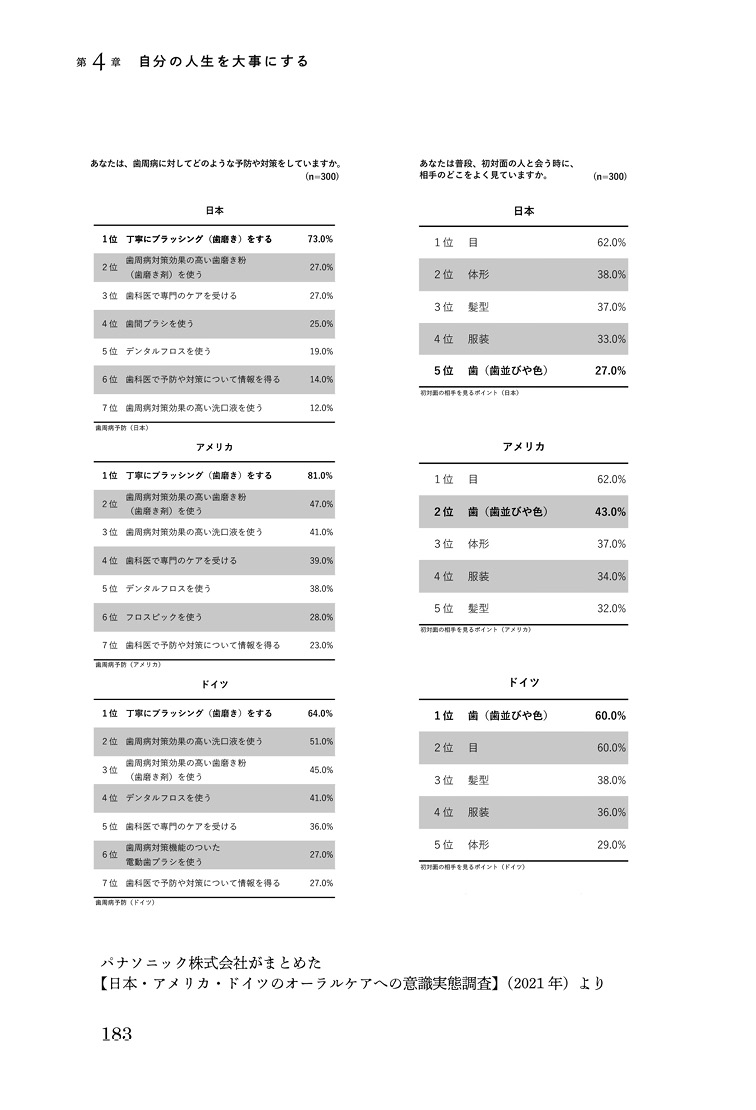 第4章 自分の人生を大事にする
あなたは、歯周病に対してどのような予防や対策をしていますか。
(n=300)
日本
1位 丁寧にブラッシング（歯磨き）をする 73.0%
2位 歯周病対策効果の高い歯磨き粉
（歯磨き剤）を使う 27.0%
3位 歯科医で専門のケアを受ける 27.0%
4位 歯間ブラシを使う 25.0%
5位 デンタルフロスを使う 19.0%
6位 歯科医で予防や対策について情報を得る 14.0%
7位 歯周病対策効果の高い洗口液を使う 12.0%
歯周病予防（日本）
アメリカ
1位 丁寧にブラッシング（歯磨き）をする 81.0%
2位 歯周病対策効果の高い歯磨き粉
（歯磨き剤）を使う 47.0%
3位 歯周病対策効果の高い洗口液を使う 41.0%
4位 歯科医で専門のケアを受ける 39.0%
5位 デンタルフロスを使う 38.0%
6位 フロスピックを使う 28.0%
7位 歯科医で予防や対策について情報を得る 23.0%
歯周病予防（アメリカ）
ドイツ
1位 丁寧にブラッシング（歯磨き）をする 64.0%
2位 歯周病対策効果の高い洗口液を使う 51.0%
3位 歯周病対策効果の高い歯磨き粉
（歯磨き剤）を使う 45.0%
4位 デンタルフロスを使う 41.0%
5位 歯科医で専門のケアを受ける 36.0%
6位 歯周病対策機能のついた
電動歯ブラシを使う 27.0%
7位 歯科医で予防や対策について情報を得る 27.0%
歯周病予防（ドイツ）
あなたは普段、初対面の人と会う時に、
相手のどこをよく見ていますか。 (n=300)
日本
1位 目 62.0%
2位 体形 38.0%
3位 髪型 37.0%
4位 服装 33.0%
5位 歯（歯並びや色） 27.0%
初対面の相手を見るポイント（日本）
アメリカ
1位 目 62.0%
2位 歯（歯並びや色） 43.0%
3位 体形 37.0%
4位 服装 34.0%
5位 髪型 32.0%
初対面の相手を見るポイント（アメリカ）
ドイツ
1位 歯（歯並びや色） 60.0%
2位 目 60.0%
3位 髪型 38.0%
4位 服装 36.0%
5位 体形 29.0%
初対面の相手を見るポイント（ドイツ）
パナソニック株式会社がまとめた
【日本・アメリカ・ドイツのオーラルケアへの意識実態調査】（2021年）より
183